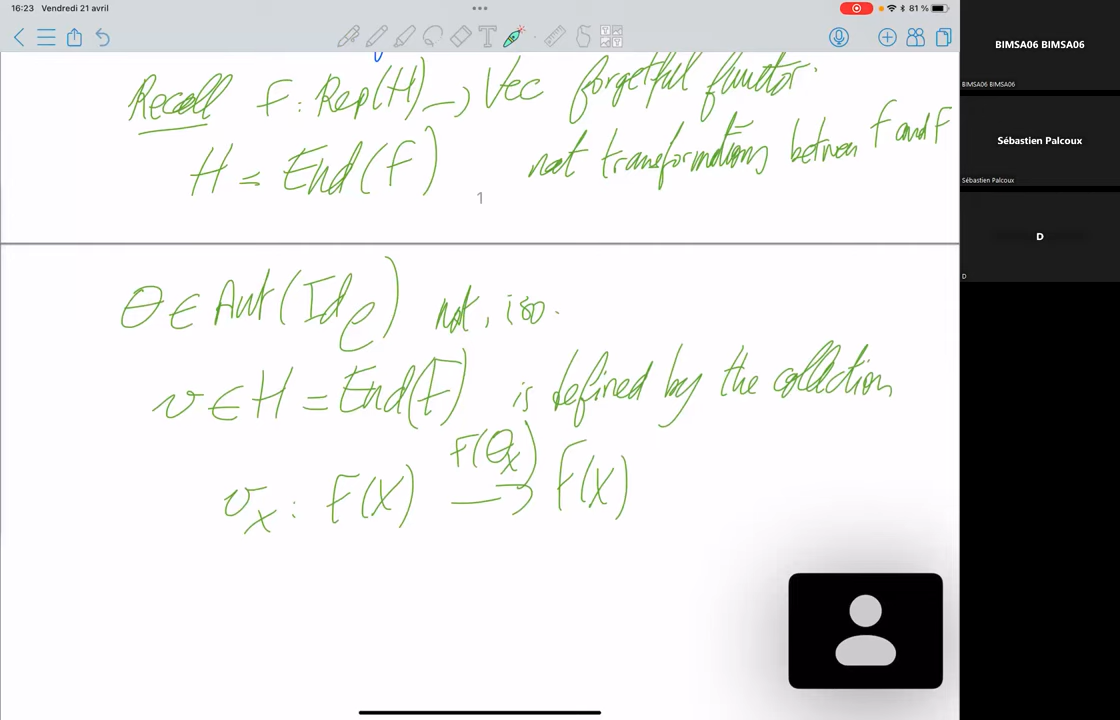 16:23 Vendredi 21 avril
81 %
Recall F : Rep(H) → Vec forgetful functor.
H = End(F) nat transformations between F and F
1
θ ∈ Aut(Id_C) nat. iso.
v ∈ H = End(F) is defined by the collection
v_X : F(X) F(θ_X) → F(X)
BIMSA06 BIMSA06
BIMSA06 BIMSA06
Sébastien Palcoux
Sébastien Palcoux
D
D